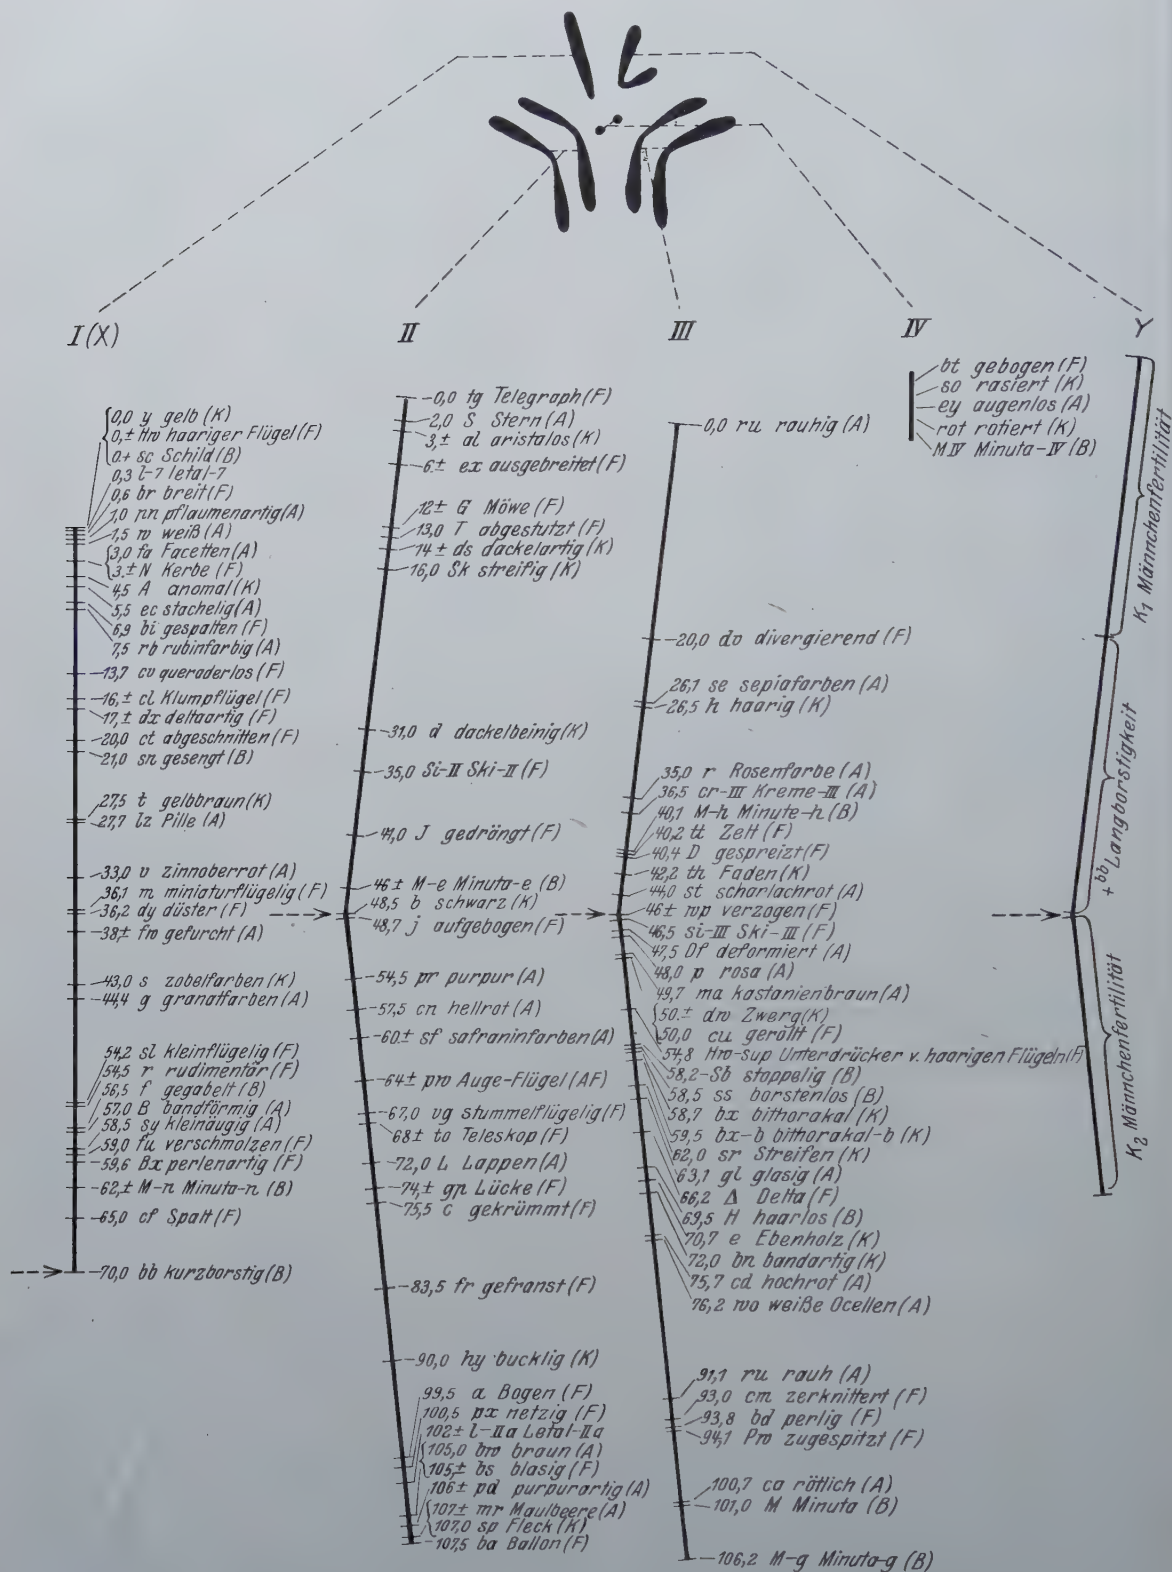 I (X)
0,0 y gelb (K)
0,± Hw haariger Flügel (F)
0,+ sc Schild (B)
0,3 l-7 letal-7
0,6 br breit (F)
1,0 pn pflaumenartig (A)
1,5 w weiß (A)
3,0 fa Facetten (A)
3,± N Kerbe (F)
4,5 A anomal (K)
5,5 ec stachelig (A)
6,9 bi gespalten (F)
7,5 rb rubinfarbig (A)
13,7 cv queraderlos (F)
16,± cl Klumpflügel (F)
17,± dx deltaartig (F)
20,0 ct abgeschnitten (F)
21,0 sn gesengt (B)
27,5 t gelbbraun (K)
27,7 lz Pille (A)
33,0 v zinnoberrot (A)
36,1 m miniaturflügelig (F)
36,2 dy düster (F)
38± fw gefurcht (A)
43,0 s zobelfarben (K)
44,4 g granatfarben (A)
54,2 sl kleinflügelig (F)
54,5 r rudimentär (F)
56,5 f gegabelt (B)
57,0 B bandförmig (A)
58,5 sy kleinäugig (A)
59,0 fu verschmolzen (F)
59,6 Bx perlenartig (F)
62,± M-n Minuta-n (B)
65,0 cf Spalt (F)
70,0 bb kurzborstig (B)
II
0,0 tg Telegraph (F)
2,0 S Stern (A)
3,± al aristalos (K)
6± ex ausgebreitet (F)
12± G Möwe (F)
13,0 T abgestutzt (F)
14± ds dackelartig (K)
16,0 Sk streifig (K)
31,0 d dackelbeinig (K)
35,0 Si-II Ski-II (F)
41,0 J gedrängt (F)
46± M-e Minuta-e (B)
48,5 b schwarz (K)
48,7 j aufgebogen (F)
54,5 pr purpur (A)
57,5 cn hellrot (A)
60± sf safraninfarben (A)
64± pw Auge-Flügel (AF)
67,0 vg stummelflügelig (F)
68± to Teleskop (F)
72,0 L Lappen (A)
74,± gp Lücke (F)
75,5 c gekrümmt (F)
83,5 fr gefranst (F)
90,0 hy bucklig (K)
99,5 a Bogen (F)
100,5 px netzig (F)
102± l-IIa Letal-IIa
105,0 bw braun (A)
105,± bs blasig (F)
106± pd purpurartig (A)
107± mr Maulbeere (A)
107,0 sp Fleck (K)
107,5 ba Ballon (F)
III
0,0 ru rauhig (A)
20,0 dv divergierend (F)
26,1 se sepiafarben (A)
26,5 h haarig (K)
35,0 r Rosenfarbe (A)
36,5 cr-III Kreme-III (A)
40,1 M-h Minute-h (B)
40,2 tt Zelt (F)
40,4 D gespreizt (F)
42,2 th Faden (K)
44,0 st scharlachrot (A)
46± wp verzogen (F)
46,5 si-III Ski-III (F)
47,5 Df deformiert (A)
48,0 p rosa (A)
49,7 ma kastanienbraun (A)
50,± dw Zwerg (K)
50,0 cu gerollt (F)
54,8 Hw-sup Unterdrücker v. haarigen Flügeln (F)
58,2 Sb stoppelig (B)
58,5 ss borstenlos (B)
58,7 bx bithorakal (K)
59,5 bx-b bithorakal-b (K)
62,0 sr Streifen (K)
63,1 gl glasig (A)
66,2 Δ Delta (F)
69,5 H haarlos (B)
70,7 e Ebenholz (K)
72,0 bn bandartig (K)
75,7 cd hochrot (A)
76,2 wo weiße Ocellen (A)
91,1 ru rauh (A)
93,0 cm zerknittert (F)
93,8 bd perlig (F)
94,1 Pw zugespitzt (F)
100,7 ca rötlich (A)
101,0 M Minuta (B)
106,2 M-g Minuta-g (B)
IV
bt gebogen (F)
so rasiert (K)
ey augenlos (A)
rot rotiert (K)
M IV Minuta-IV (B)
Y
K₁ Männchenfertilität
+bb Langborstigkeit
K₂ Männchenfertilität